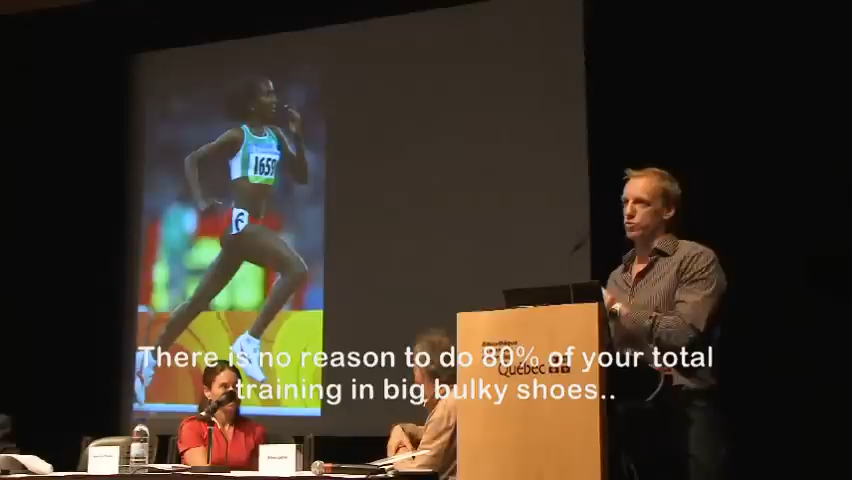 1659
There is no reason to do 80% of your total
Québec
training in big bulky shoes..